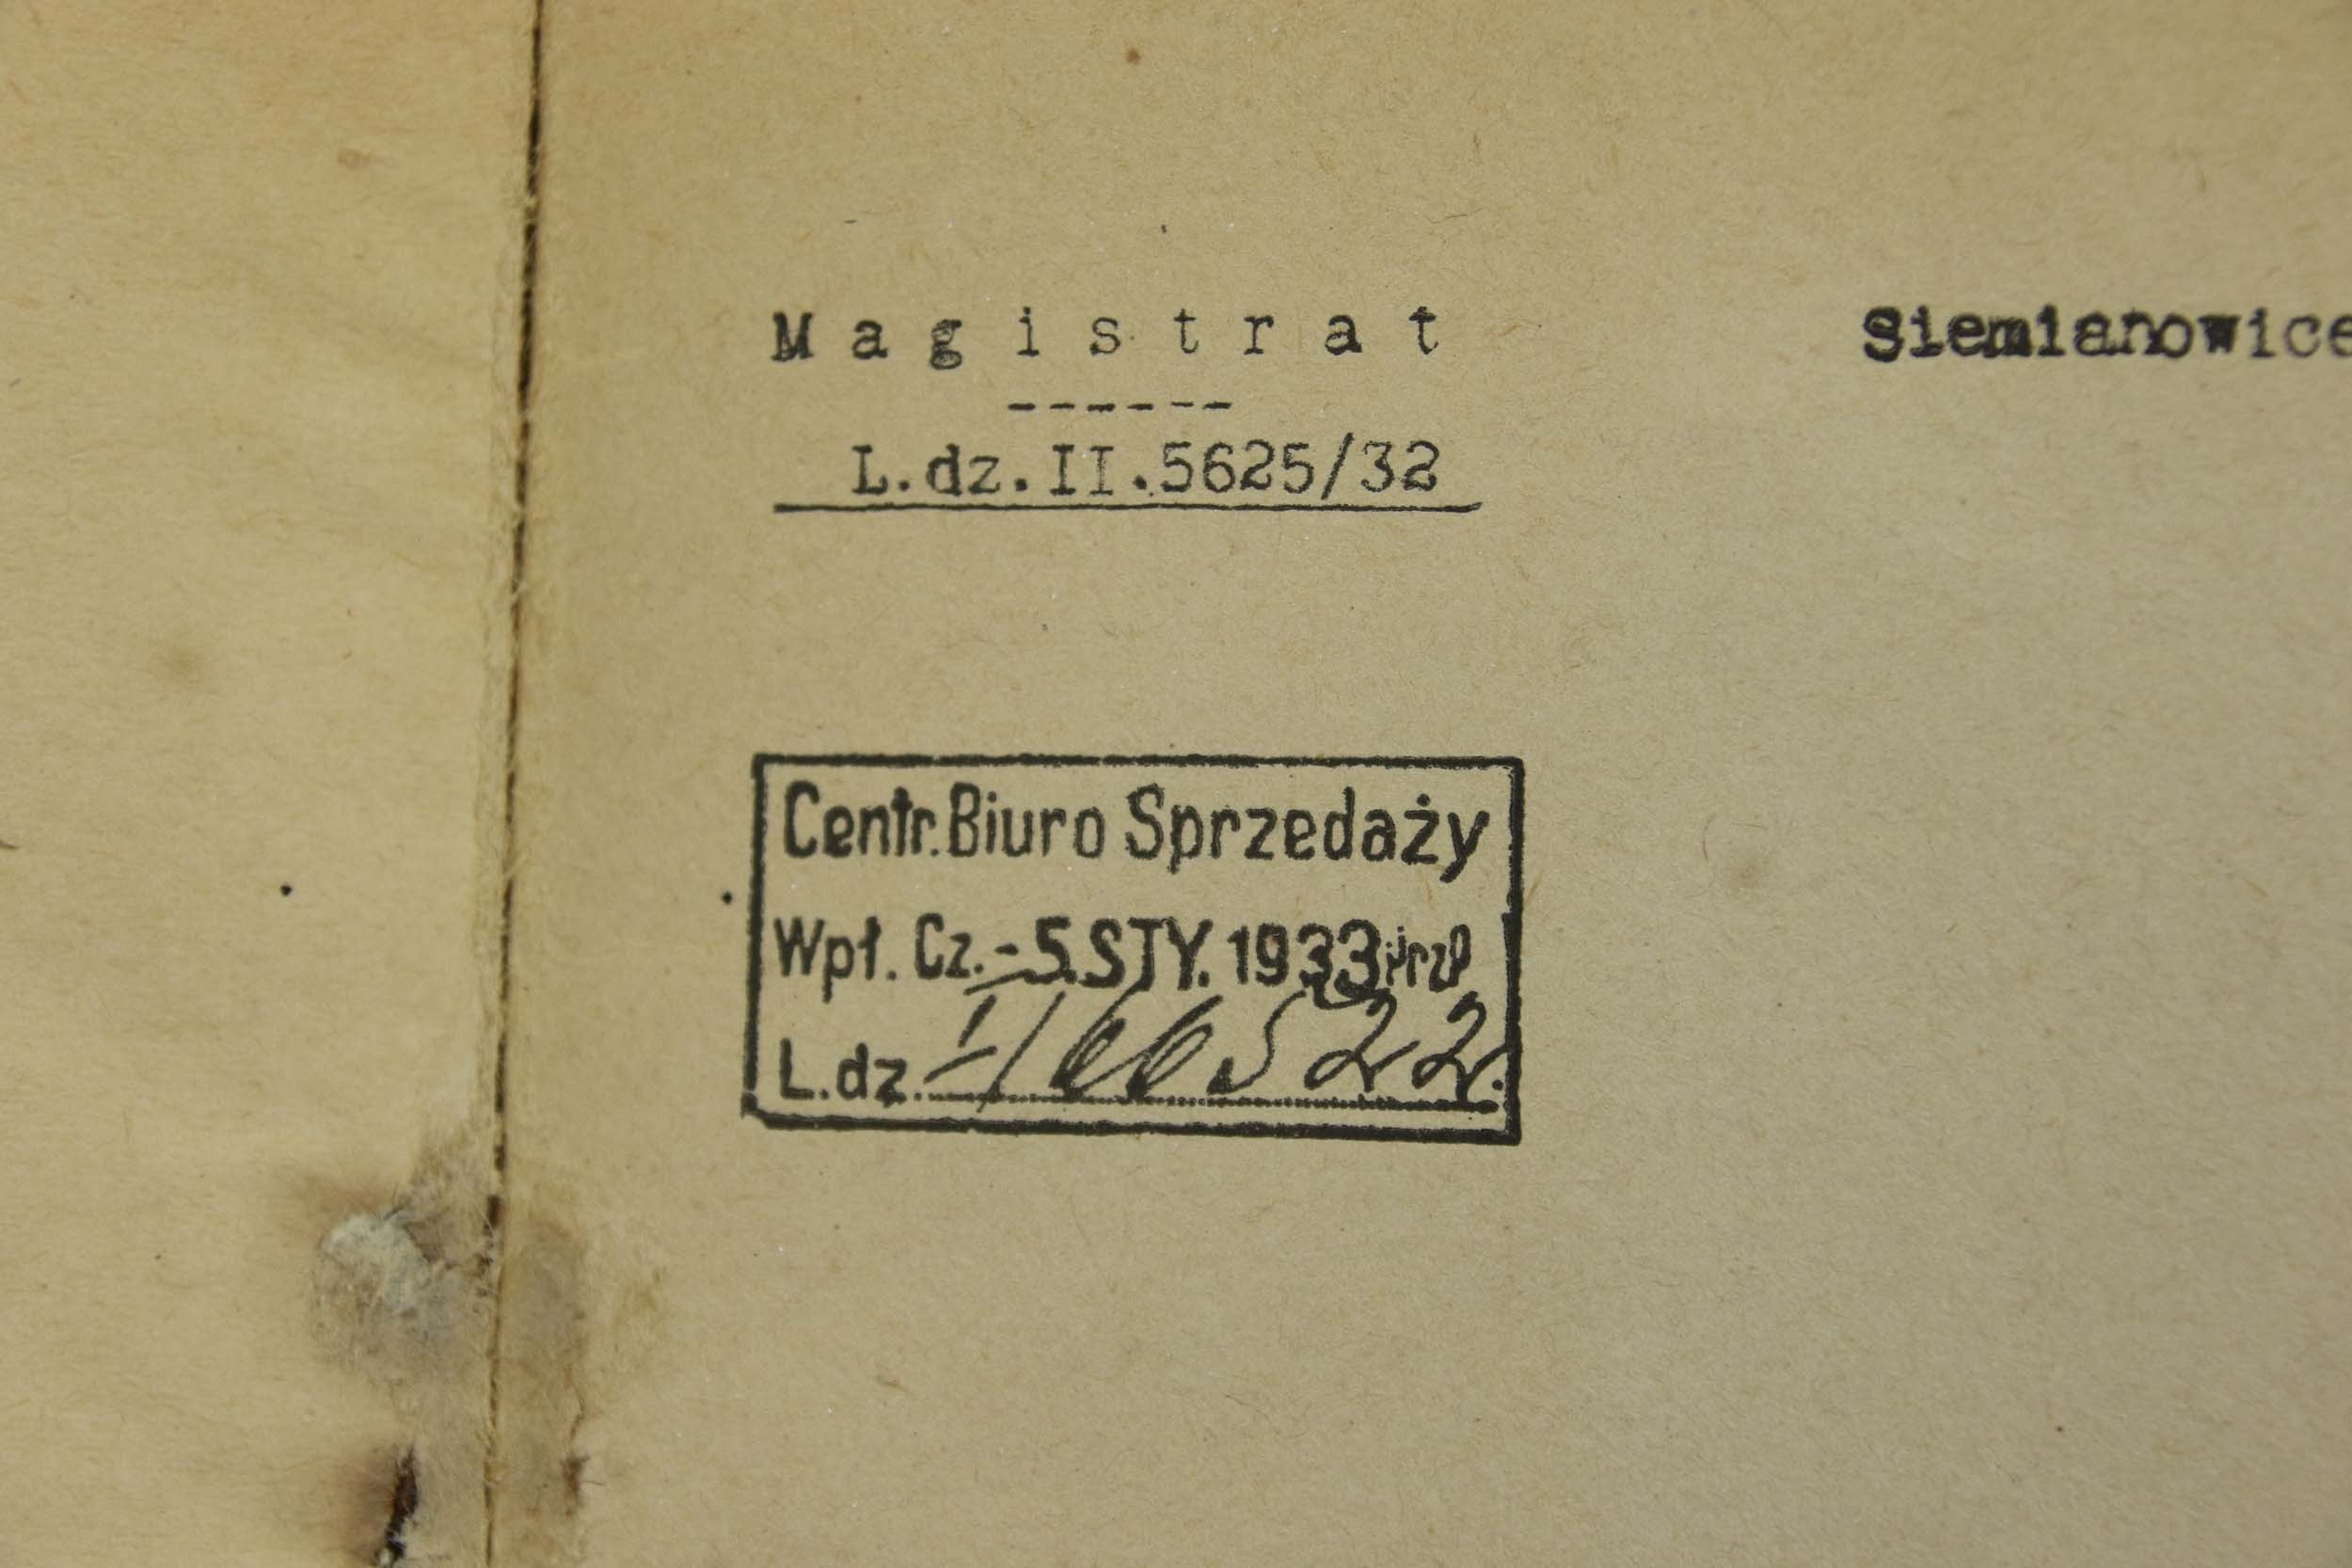 Magistrat
Siemianowice
------
L.dz.II.5625/32
Centr. Biuro Sprzedaży
Wpł. Cz. -5.STY.1933
L.dz.